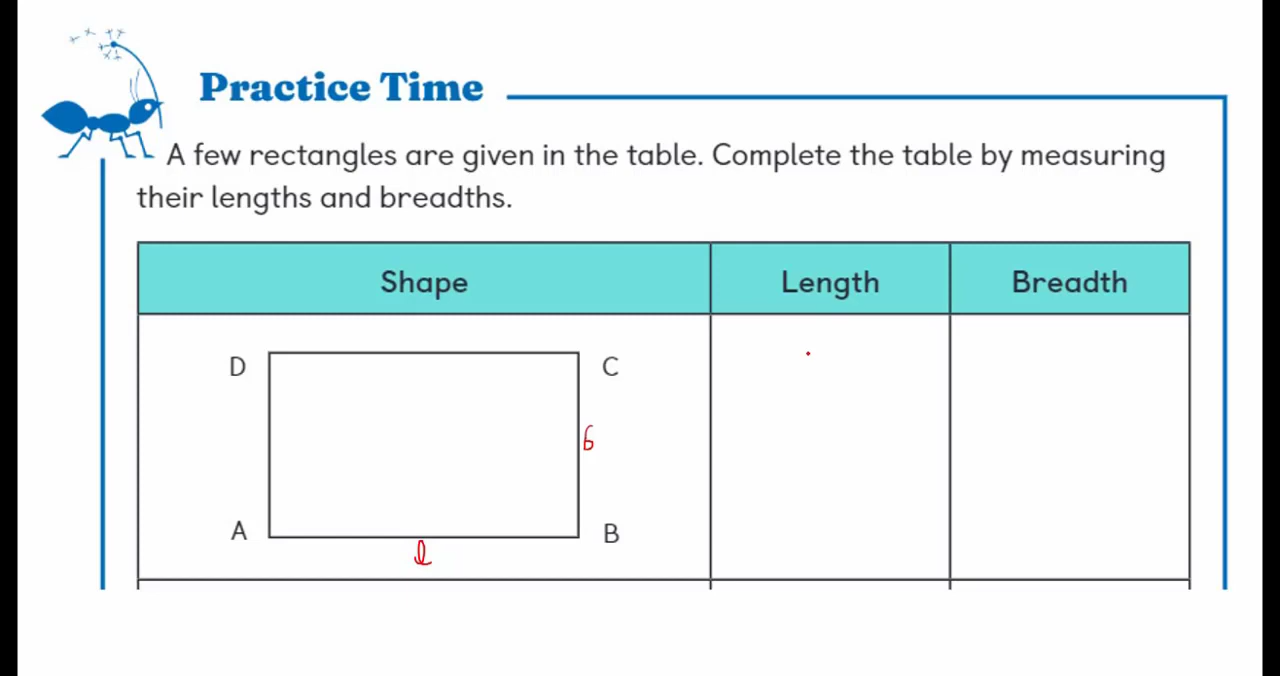 Practice Time
A few rectangles are given in the table. Complete the table by measuring
their lengths and breadths.
Shape Length Breadth
D C
b
A B
l